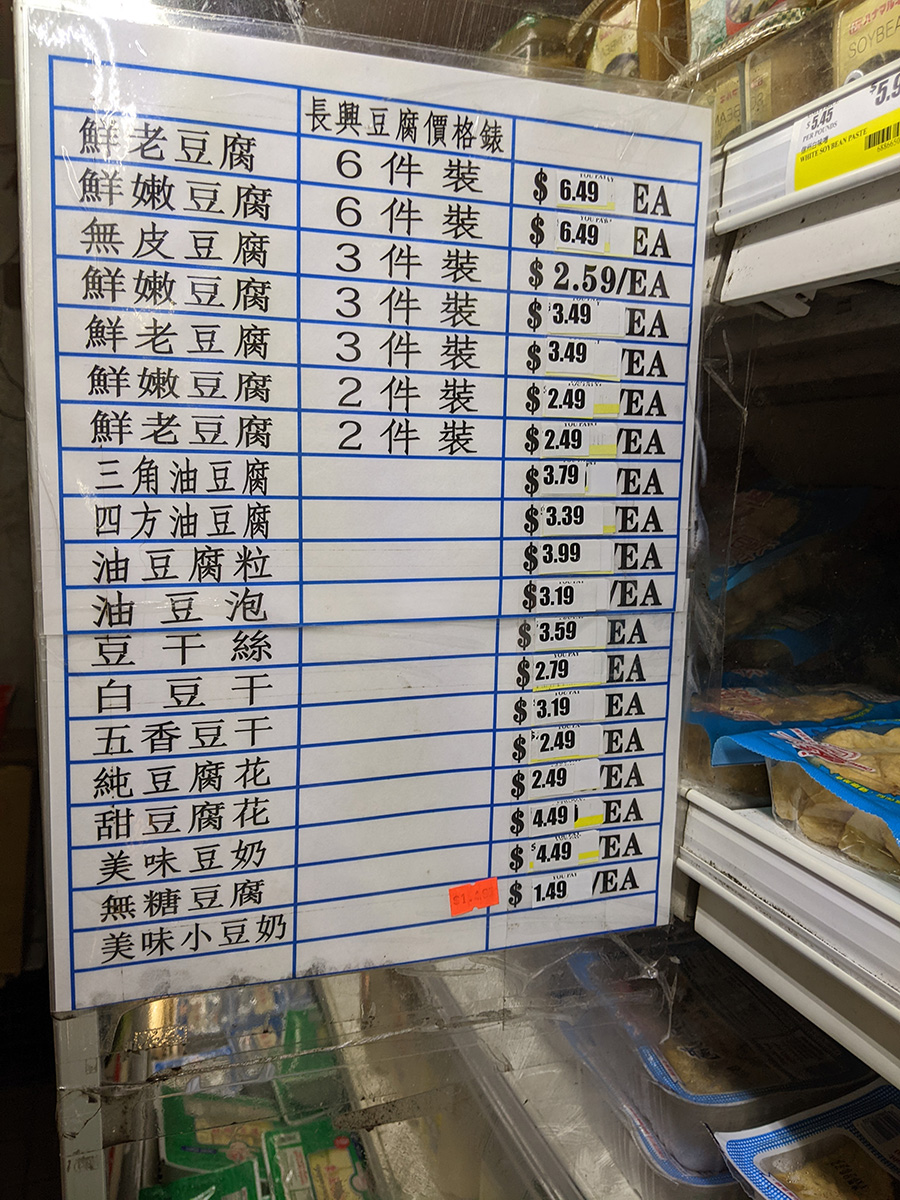 長興豆腐價格錶
鮮老豆腐 6件裝 $6.49 EA
鮮嫩豆腐 6件裝 $6.49 EA
無皮豆腐 3件裝 $2.59/EA
鮮嫩豆腐 3件裝 $3.49 EA
鮮老豆腐 3件裝 $3.49 /EA
鮮嫩豆腐 2件裝 $2.49 /EA
鮮老豆腐 2件裝 $2.49 /EA
三角油豆腐 $3.79 /EA
四方油豆腐 $3.39 /EA
油豆腐粒 $3.99 /EA
油豆泡 $3.19 /EA
豆干絲 $3.59 EA
白豆干 $2.79 EA
五香豆干 $3.19 EA
純豆腐花 $2.49 /EA
甜豆腐花 $2.49 /EA
美味豆奶 $4.49 /EA
無糖豆腐 $4.49 /EA
美味小豆奶 $1.49 /EA
$5.45
PER POUNDS
WHITE SOYBEAN PASTE